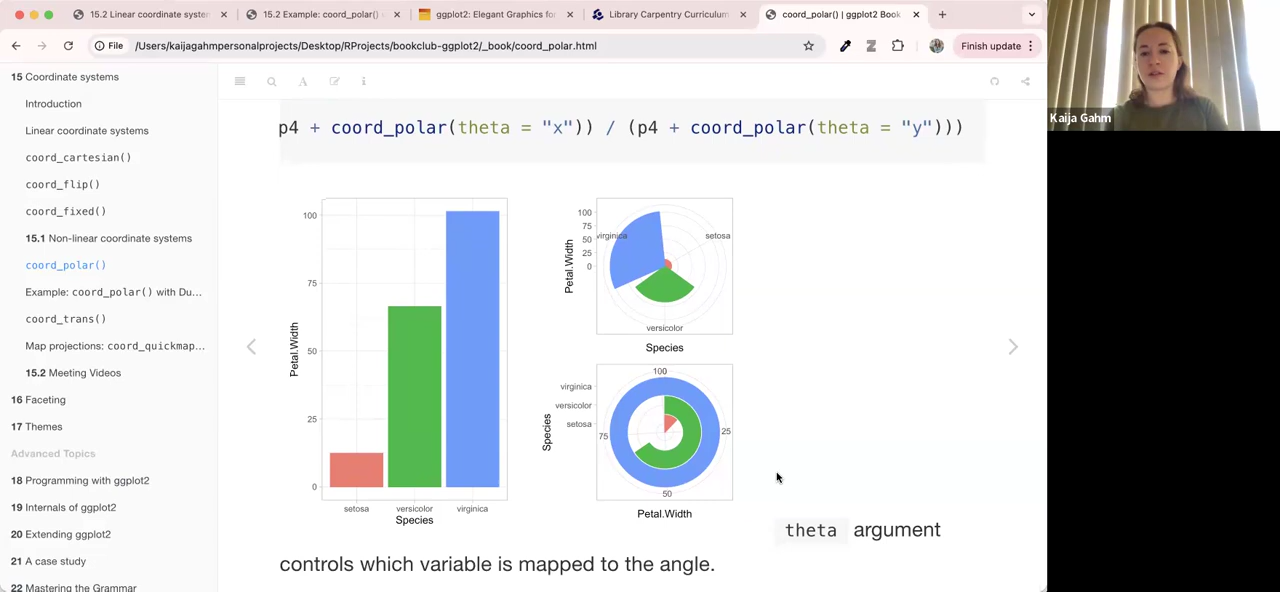 15.2 Linear coordinate system
15.2 Example: coord_polar()
ggplot2: Elegant Graphics for
Library Carpentry Curriculum
coord_polar() | ggplot2 Book
File
/Users/kaijagahmpersonalprojects/Desktop/RProjects/bookclub-ggplot2/_book/coord_polar.html
Finish update
Kaija Gahm
15 Coordinate systems
Introduction
Linear coordinate systems
coord_cartesian()
coord_flip()
coord_fixed()
15.1 Non-linear coordinate systems
coord_polar()
Example: coord_polar() with Du…
coord_trans()
Map projections: coord_quickmap…
15.2 Meeting Videos
16 Faceting
17 Themes
Advanced Topics
18 Programming with ggplot2
19 Internals of ggplot2
20 Extending ggplot2
21 A case study
22 Mastering the Grammar
p4 + coord_polar(theta = "x")) / (p4 + coord_polar(theta = "y")))
Petal.Width
100
75
50
25
0
setosa
versicolor
virginica
Species
Petal.Width
100
75
50
25
0
virginica
setosa
versicolor
Species
Species
virginica
versicolor
setosa
100
75
25
50
Petal.Width
theta argument
controls which variable is mapped to the angle.